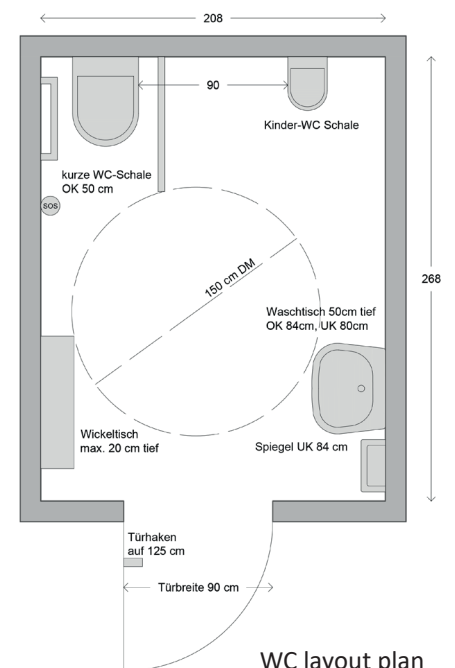 208
90
Kinder-WC Schale
kurze WC-Schale
OK 50 cm
SOS
150 cm DM
268
Waschtisch 50cm tief
OK 84cm, UK 80cm
Wickeltisch
max. 20 cm tief
Spiegel UK 84 cm
Türhaken
auf 125 cm
Türbreite 90 cm
WC layout plan